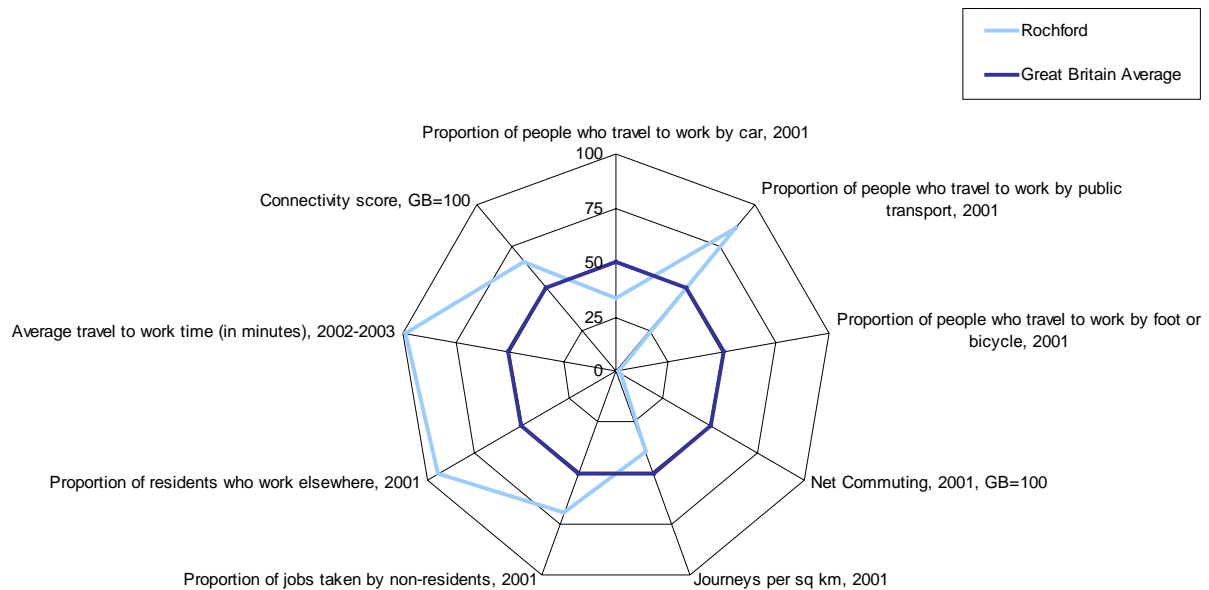 Rochford
Great Britain Average
Proportion of people who travel to work by car, 2001
100
Proportion of people who travel to work by public
transport, 2001
Connectivity score, GB=100
75
50
Proportion of people who travel to work by foot or
bicycle, 2001
Average travel to work time (in minutes), 2002-2003
25
0
Proportion of residents who work elsewhere, 2001
Net Commuting, 2001, GB=100
Proportion of jobs taken by non-residents, 2001
Journeys per sq km, 2001